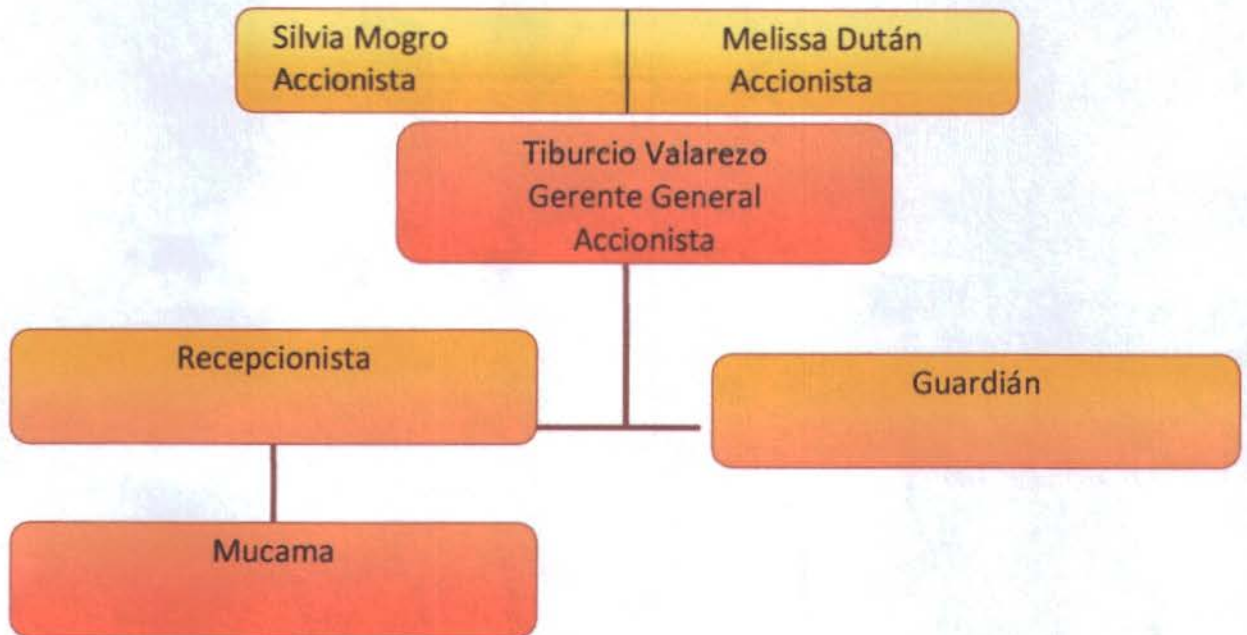 Silvia Mogro
Accionista
Melissa Dután
Accionista
Tiburcio Valarezo
Gerente General
Accionista
Recepcionista
Guardián
Mucama